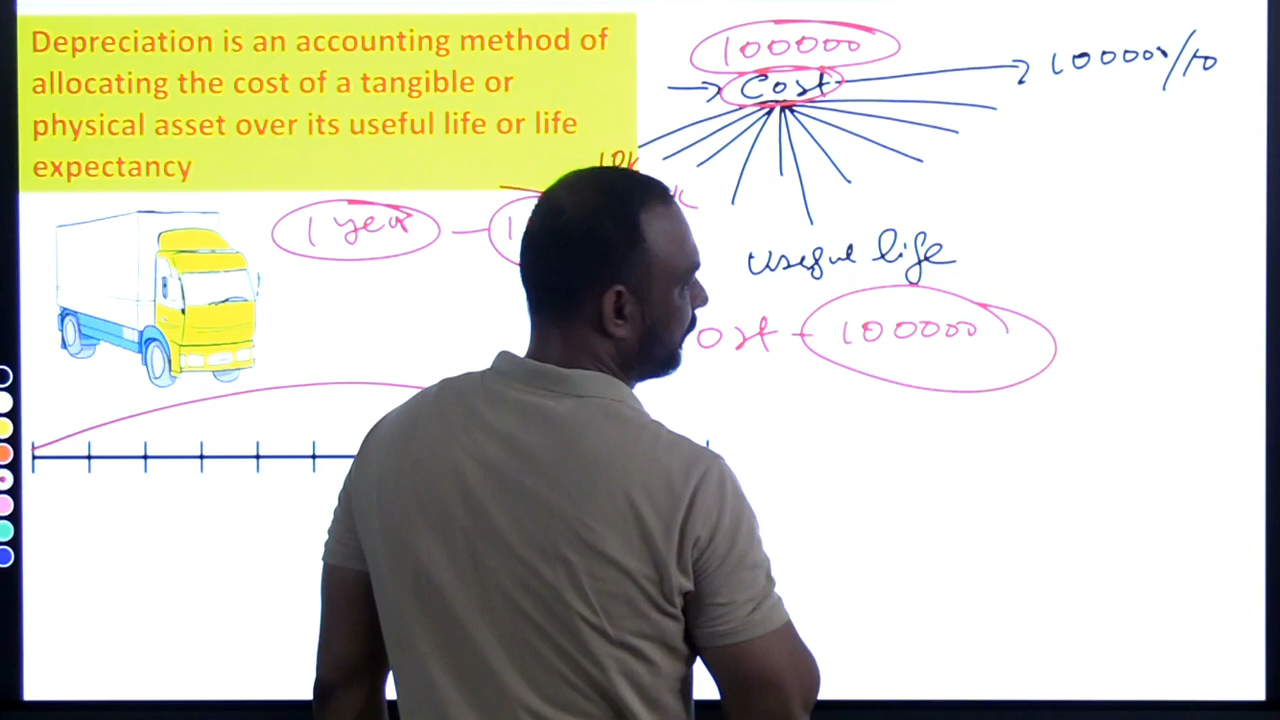 Depreciation is an accounting method of
allocating the cost of a tangible or
physical asset over its useful life or life
expectancy
100000
Cost
100000/10
10K
1 year
useful life
100000